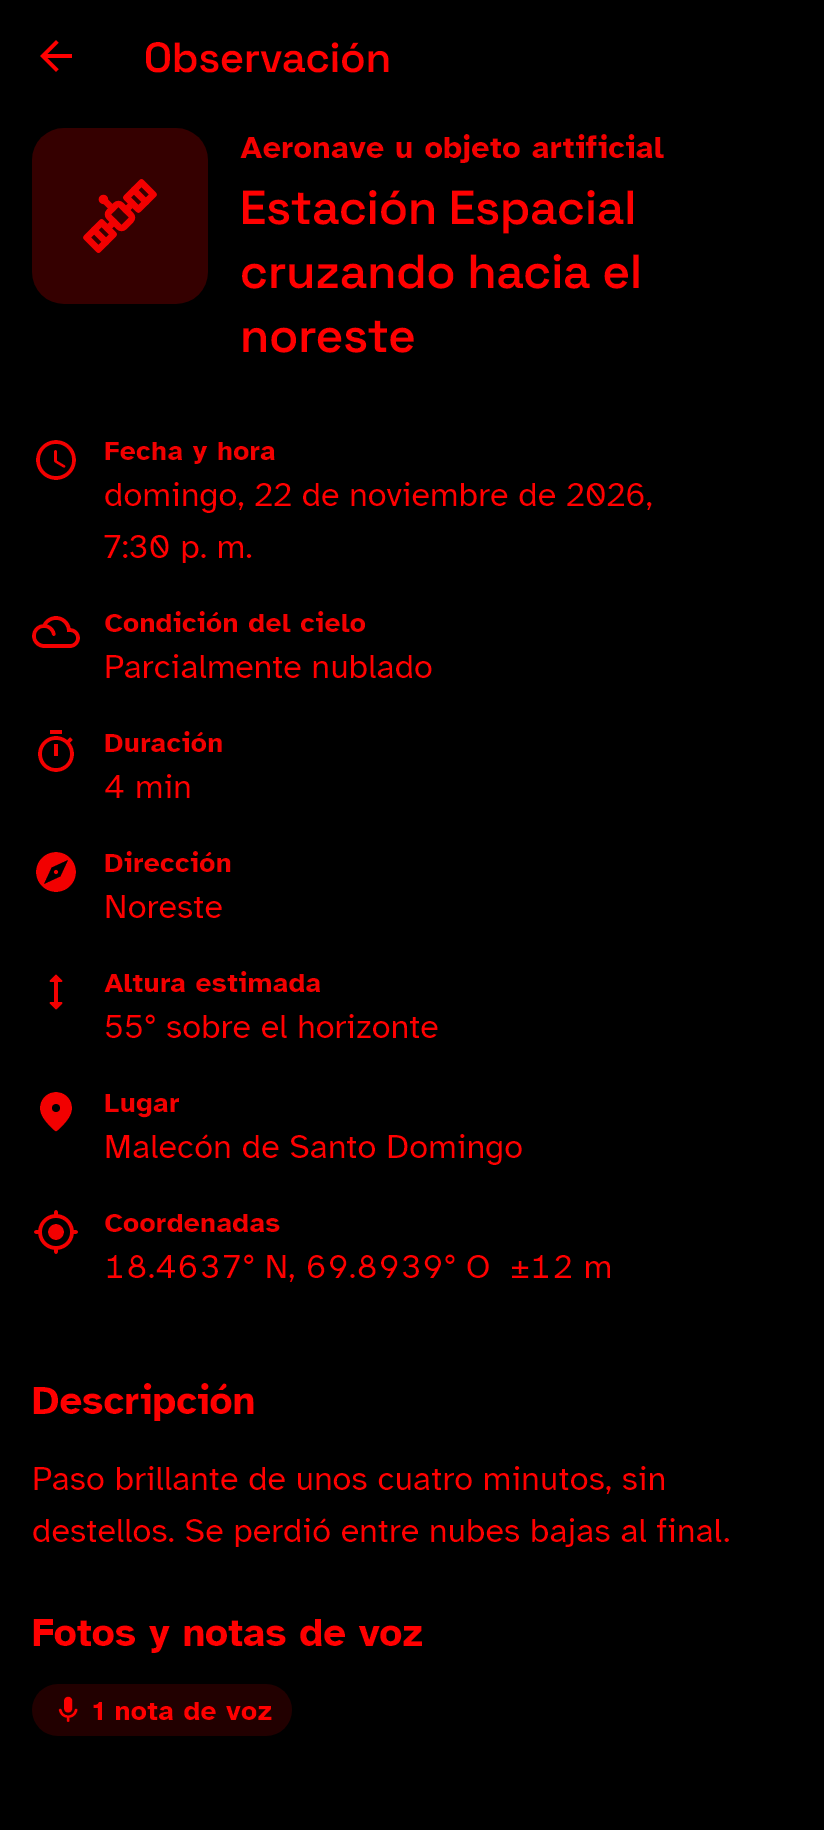 Observación
Aeronave u objeto artificial
Estación Espacial
cruzando hacia el
noreste
Fecha y hora
domingo, 22 de noviembre de 2026,
7:30 p. m.
Condición del cielo
Parcialmente nublado
Duración
4 min
Dirección
Noreste
Altura estimada
55° sobre el horizonte
Lugar
Malecón de Santo Domingo
Coordenadas
18.4637° N, 69.8939° O ±12 m
Descripción
Paso brillante de unos cuatro minutos, sin
destellos. Se perdió entre nubes bajas al final.
Fotos y notas de voz
1 nota de voz